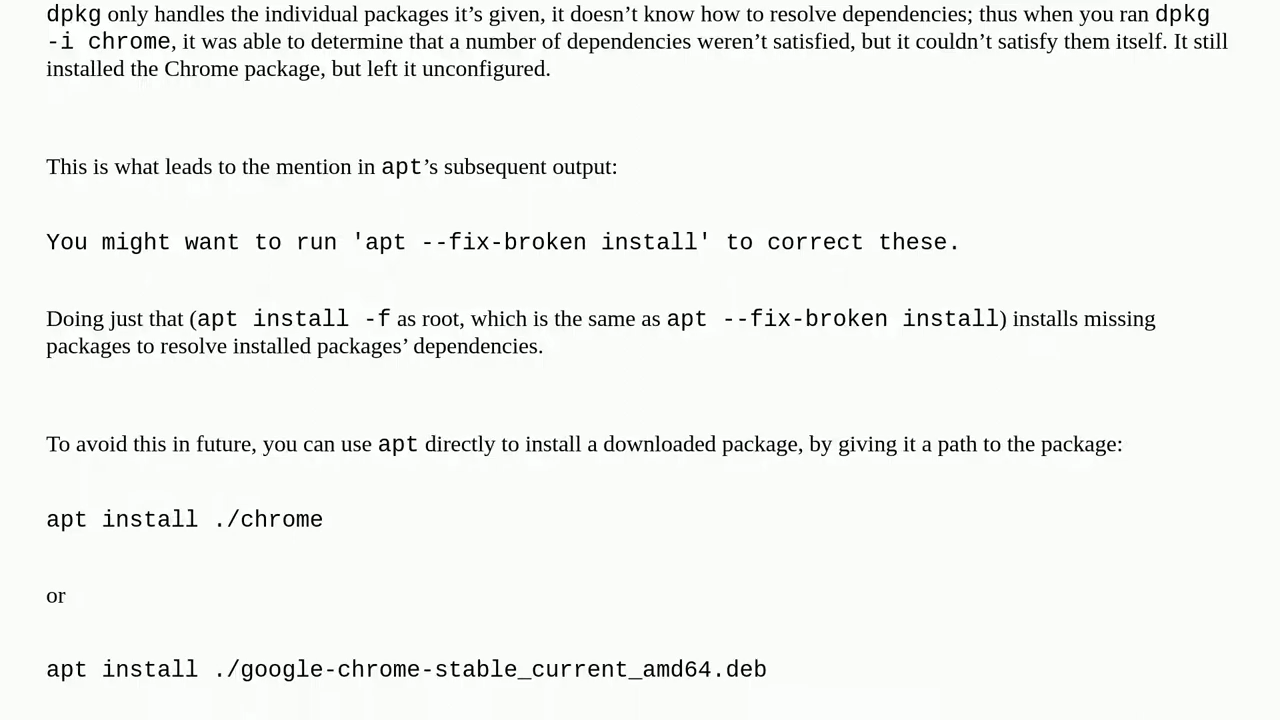 dpkg only handles the individual packages it’s given, it doesn’t know how to resolve dependencies; thus when you ran dpkg
-i chrome, it was able to determine that a number of dependencies weren’t satisfied, but it couldn’t satisfy them itself. It still
installed the Chrome package, but left it unconfigured.
This is what leads to the mention in apt’s subsequent output:
You might want to run 'apt --fix-broken install' to correct these.
Doing just that (apt install -f as root, which is the same as apt --fix-broken install) installs missing
packages to resolve installed packages’ dependencies.
To avoid this in future, you can use apt directly to install a downloaded package, by giving it a path to the package:
apt install ./chrome
or
apt install ./google-chrome-stable_current_amd64.deb